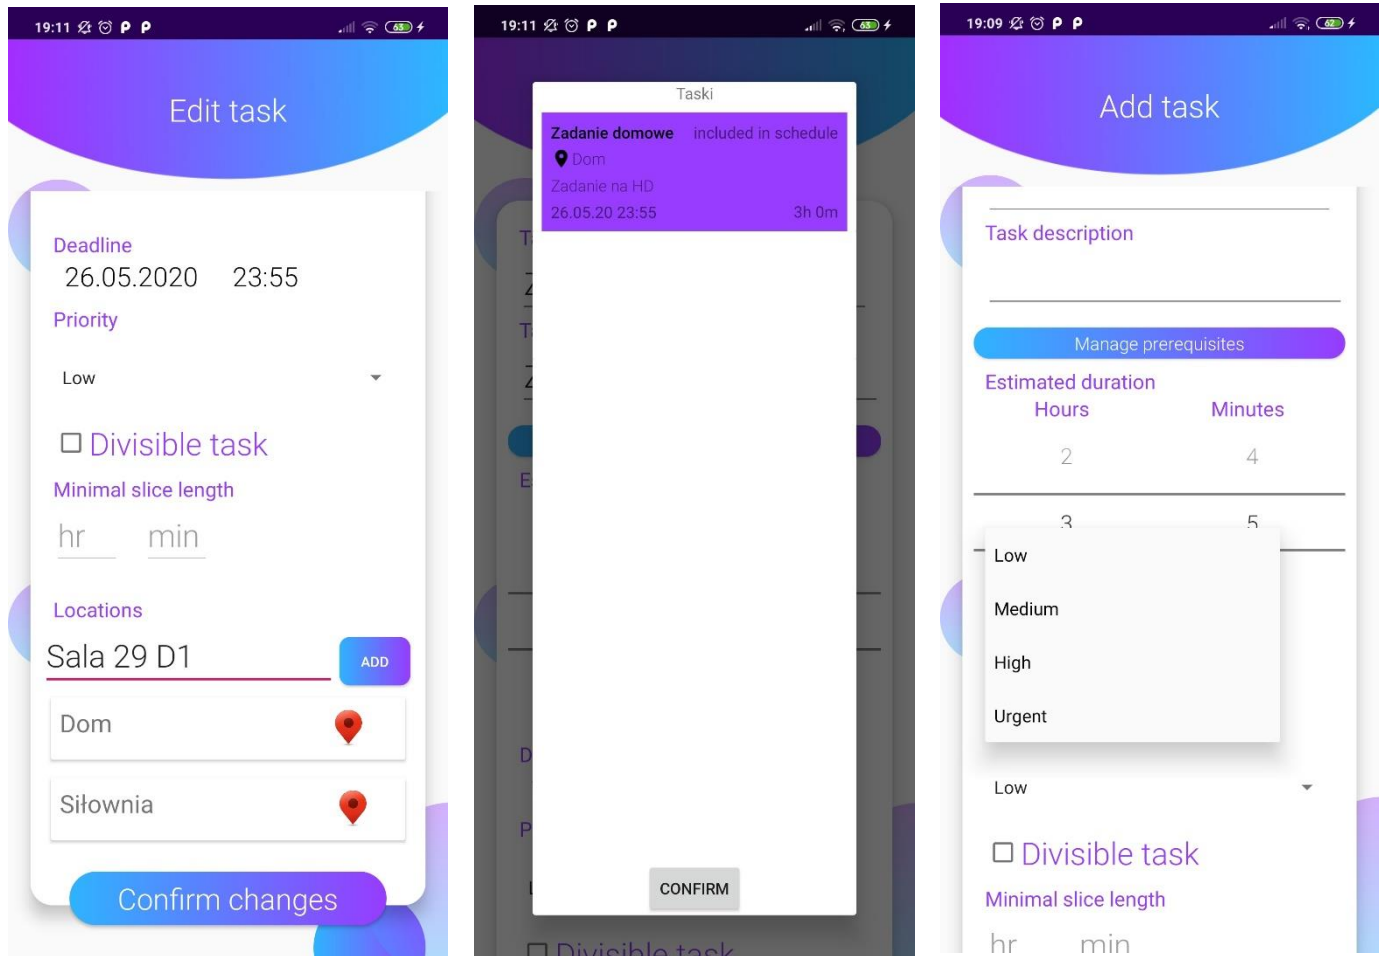 19:11
63
Edit task
Deadline
26.05.2020 23:55
Priority
Low
Divisible task
Minimal slice length
hr min
Locations
Sala 29 D1
ADD
Dom
Siłownia
Confirm changes
19:11
63
Taski
Zadanie domowe included in schedule
Dom
Zadanie na HD
26.05.20 23:55 3h 0m
T
Z
T
Z
E
D
P
L
CONFIRM
Divisible task
19:09
62
Add task
Task description
Manage prerequisites
Estimated duration
Hours Minutes
2 4
3 5
Low
Medium
High
Urgent
Low
Divisible task
Minimal slice length
hr min